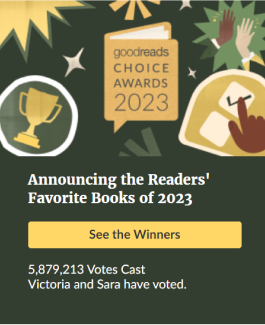 goodreads
CHOICE
AWARDS
2023
Announcing the Readers'
Favorite Books of 2023
See the Winners
5,879,213 Votes Cast
Victoria and Sara have voted.